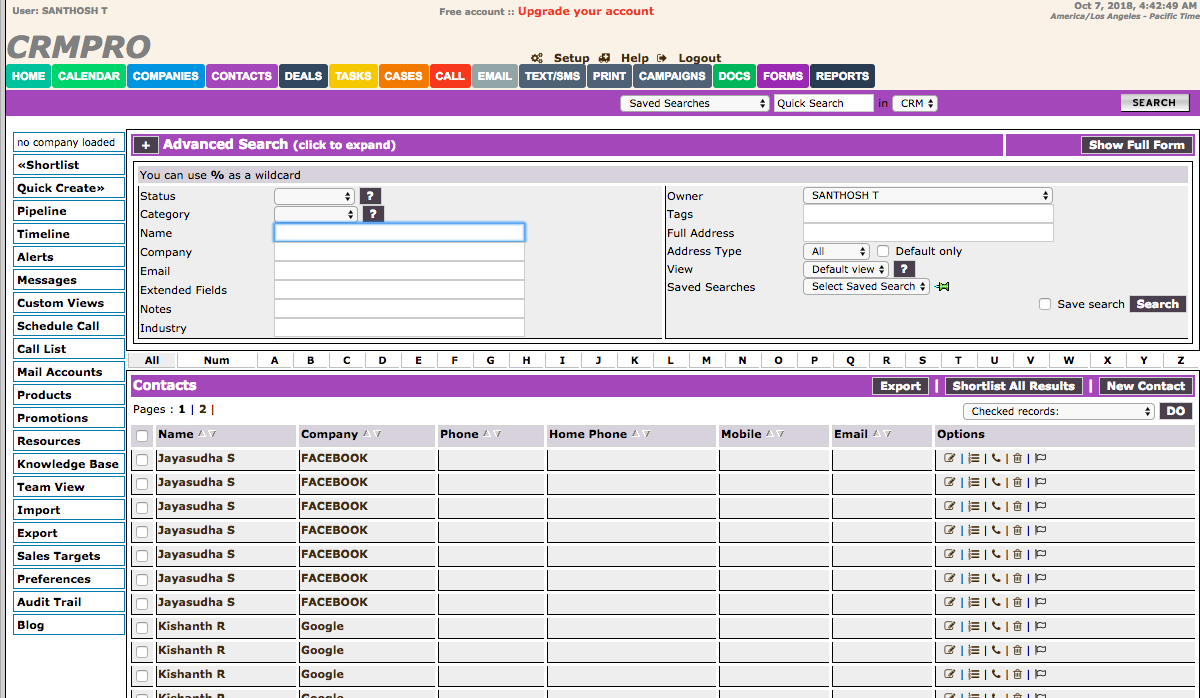 User: SANTHOSH T
Free account :: Upgrade your account
Oct 7, 2018, 4:42:49 AM
America/Los Angeles - Pacific Time
CRMPRO
Setup Help Logout
HOME CALENDAR COMPANIES CONTACTS DEALS TASKS CASES CALL EMAIL TEXT/SMS PRINT CAMPAIGNS DOCS FORMS REPORTS
Saved Searches Quick Search in CRM SEARCH
no company loaded
«Shortlist
Quick Create»
Pipeline
Timeline
Alerts
Messages
Custom Views
Schedule Call
Call List
Mail Accounts
Products
Promotions
Resources
Knowledge Base
Team View
Import
Export
Sales Targets
Preferences
Audit Trail
Blog
+ Advanced Search (click to expand) Show Full Form
You can use % as a wildcard
Status ?
Category ?
Name
Company
Email
Extended Fields
Notes
Industry
Owner SANTHOSH T
Tags
Full Address
Address Type All Default only
View Default view ?
Saved Searches Select Saved Search
Save search Search
All Num A B C D E F G H I J K L M N O P Q R S T U V W X Y Z
Contacts Export | Shortlist All Results | New Contact
Pages : 1 | 2 |
Checked records: DO
Name Company Phone Home Phone Mobile Email Options
Jayasudha S FACEBOOK
Jayasudha S FACEBOOK
Jayasudha S FACEBOOK
Jayasudha S FACEBOOK
Jayasudha S FACEBOOK
Jayasudha S FACEBOOK
Jayasudha S FACEBOOK
Kishanth R Google
Kishanth R Google
Kishanth R Google
Kishanth R Google